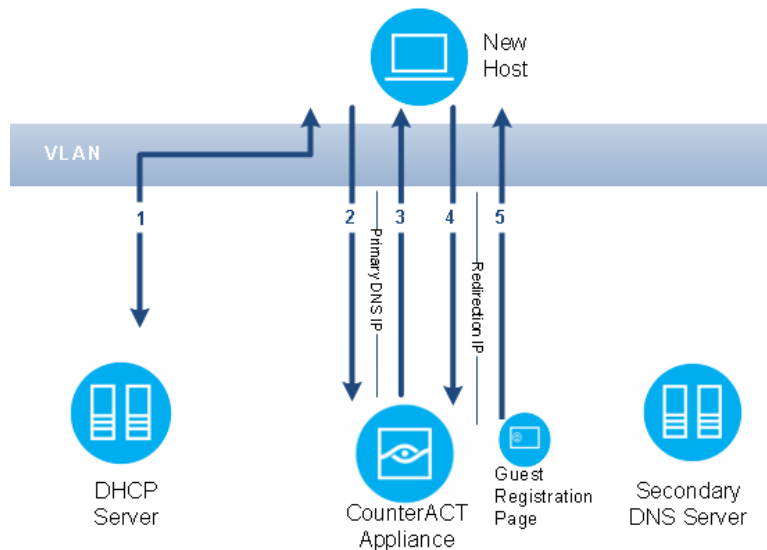 New
Host
VLAN
1
2
3
4
5
Primary DNS IP
Redirection IP
DHCP
Server
CounterACT
Appliance
Guest
Registration
Page
Secondary
DNS Server